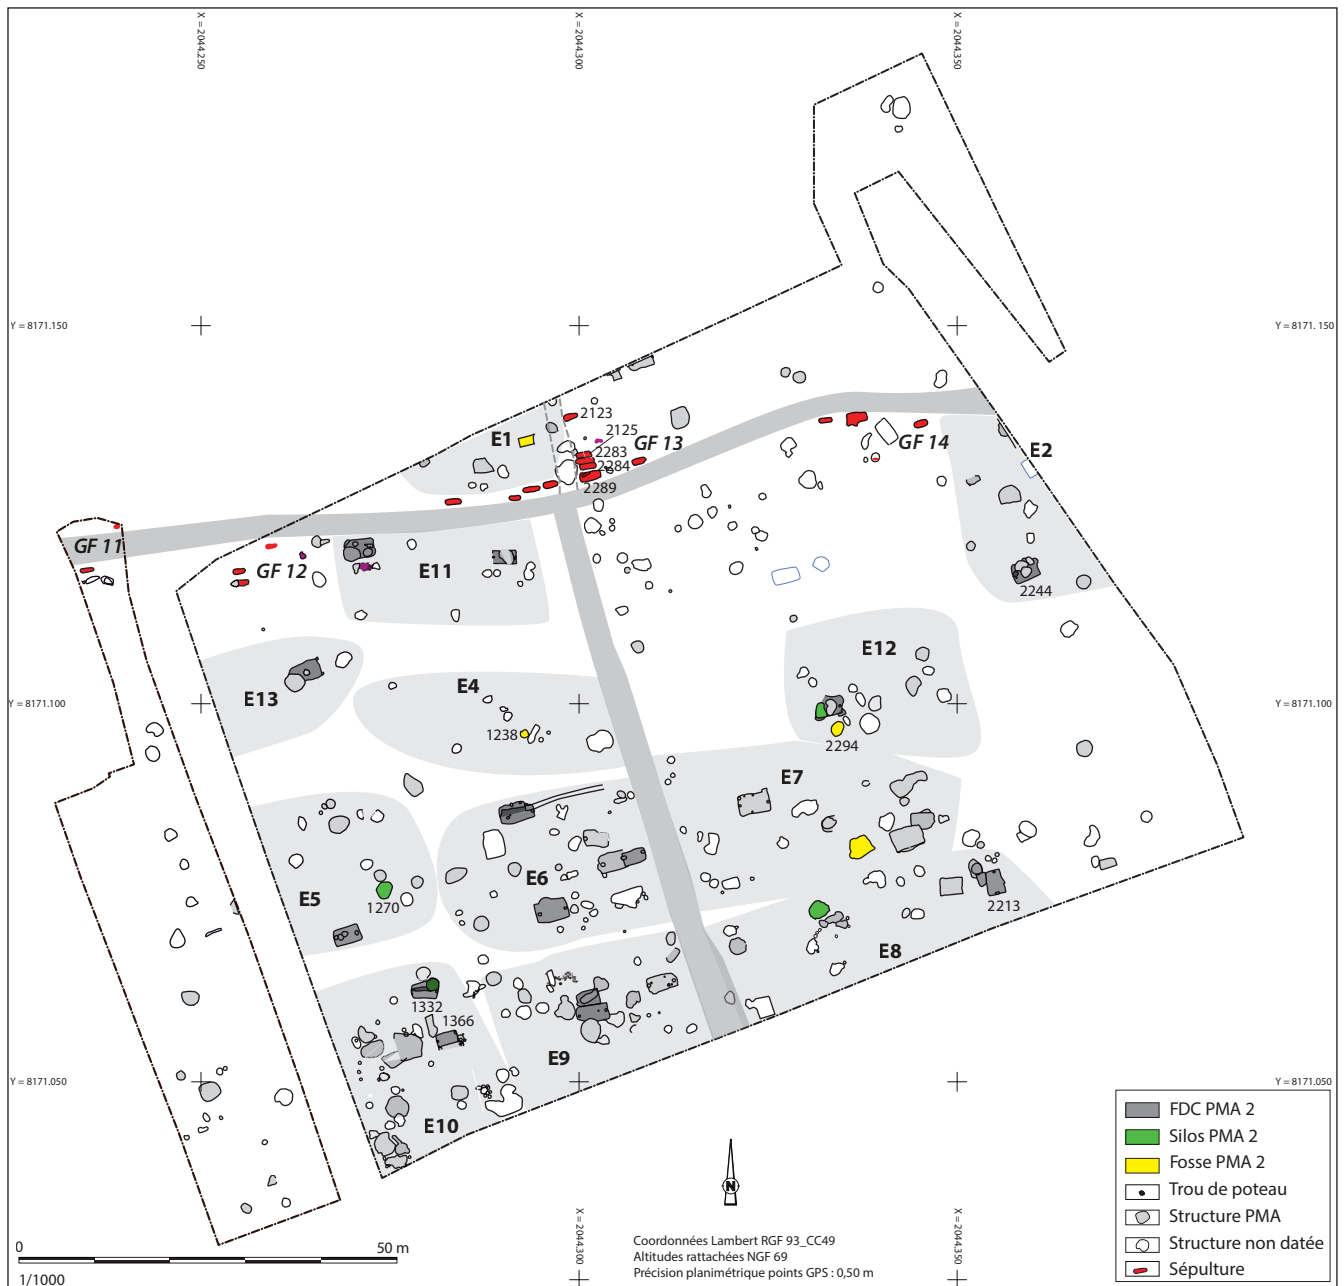 X = 2044.250
X = 2044.300
X = 2044.350
Y = 8171.150
Y = 8171. 150
2123
2125
E1
GF 13
2283
2284
2289
GF 14
E2
GF 11
GF 12
E11
2244
E12
E13
E4
1238
2294
E7
E6
E5
1270
2213
E8
1332
1366
E9
E10
Y = 8171.100
Y = 8171.100
Y = 8171.050
Y = 8171.050
FDC PMA 2
Silos PMA 2
Fosse PMA 2
Trou de poteau
Structure PMA
Structure non datée
Sépulture
N
X = 2044.300
X = 2044.350
Coordonnées Lambert RGF 93_CC49
Altitudes rattachées NGF 69
Précision planimétrique points GPS : 0,50 m
0
50 m
1/1000